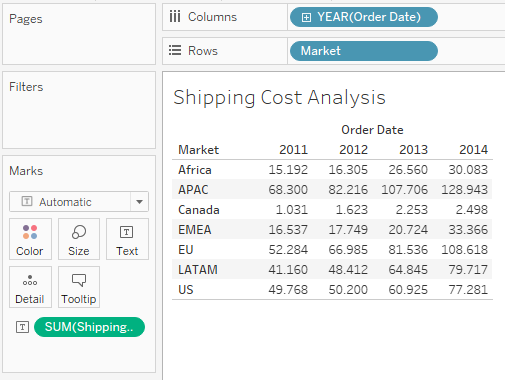 Pages
Columns
YEAR(Order Date)
Rows
Market
Filters
Shipping Cost Analysis
Order Date
Market 2011 2012 2013 2014
Africa 15.192 16.305 26.560 30.083
APAC 68.300 82.216 107.706 128.943
Canada 1.031 1.623 2.253 2.498
EMEA 16.537 17.749 20.724 33.366
EU 52.284 66.985 81.536 108.618
LATAM 41.160 48.412 64.845 79.717
US 49.768 50.200 60.925 77.281
Marks
T Automatic
Color Size T Text
Detail Tooltip
T SUM(Shipping..